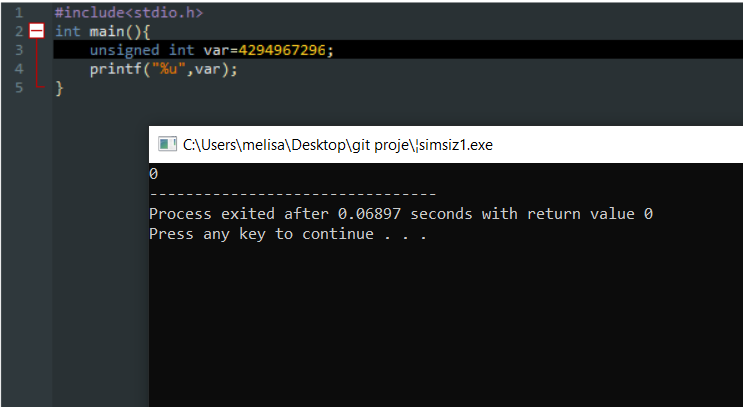 1 #include<stdio.h>
2 int main(){
3 unsigned int var=4294967296;
4 printf("%u",var);
5 }
C:\Users\melisa\Desktop\git proje\¦simsiz1.exe
0
--------------------------------
Process exited after 0.06897 seconds with return value 0
Press any key to continue . . .